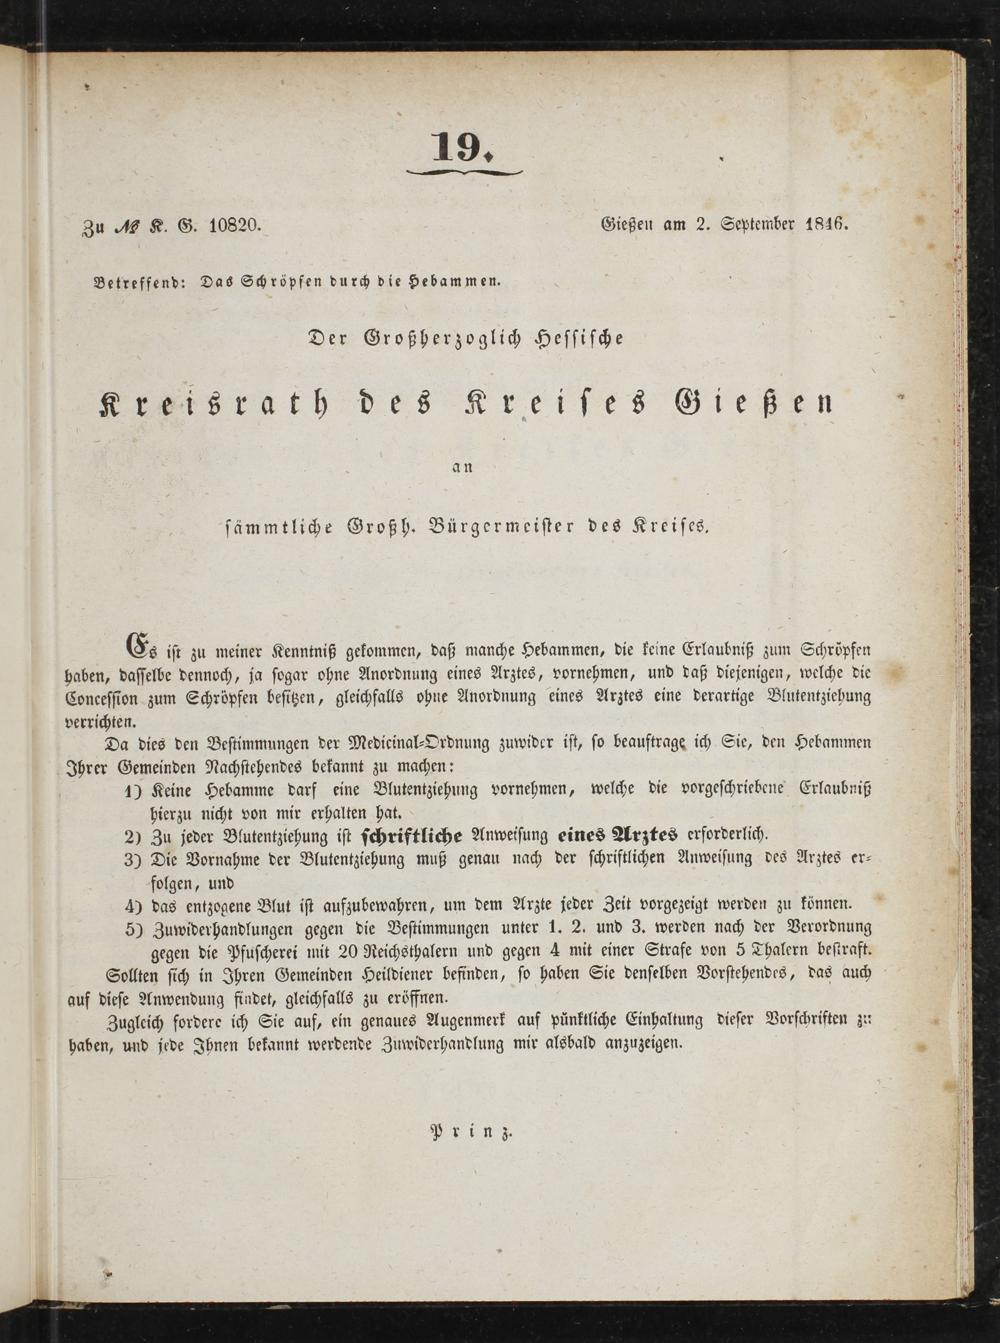 19.
Zu № K. G. 10820. Gießen am 2. September 1846.
Betreffend: Das Schröpfen durch die Hebammen.
Der Großherzoglich Hessische
Kreisrath des Kreises Gießen
an
sämmtliche Großh. Bürgermeister des Kreises.
Es ist zu meiner Kenntniß gekommen, daß manche Hebammen, die keine Erlaubniß zum Schröpfen
haben, dasselbe dennoch, ja sogar ohne Anordnung eines Arztes, vornehmen, und daß diejenigen, welche die
Concession zum Schröpfen besitzen, gleichfalls ohne Anordnung eines Arztes eine derartige Blutentziehung
verrichten.
Da dies den Bestimmungen der Medicinal-Ordnung zuwider ist, so beauftrage ich Sie, den Hebammen
Ihrer Gemeinden Nachstehendes bekannt zu machen:
1) Keine Hebamme darf eine Blutentziehung vornehmen, welche die vorgeschriebene Erlaubniß
hierzu nicht von mir erhalten hat.
2) Zu jeder Blutentziehung ist schriftliche Anweisung eines Arztes erforderlich.
3) Die Vornahme der Blutentziehung muß genau nach der schriftlichen Anweisung des Arztes er-
folgen, und
4) das entzogene Blut ist aufzubewahren, um dem Arzte jeder Zeit vorgezeigt werden zu können.
5) Zuwiderhandlungen gegen die Bestimmungen unter 1. 2. und 3. werden nach der Verordnung
gegen die Pfuscherei mit 20 Reichsthalern und gegen 4 mit einer Strafe von 5 Thalern bestraft.
Sollten sich in Ihren Gemeinden Heildiener befinden, so haben Sie denselben Vorstehendes, das auch
auf diese Anwendung findet, gleichfalls zu eröffnen.
Zugleich fordere ich Sie auf, ein genaues Augenmerk auf pünktliche Einhaltung dieser Vorschriften zu
haben, und jede Ihnen bekannt werdende Zuwiderhandlung mir alsbald anzuzeigen.
Prinz.